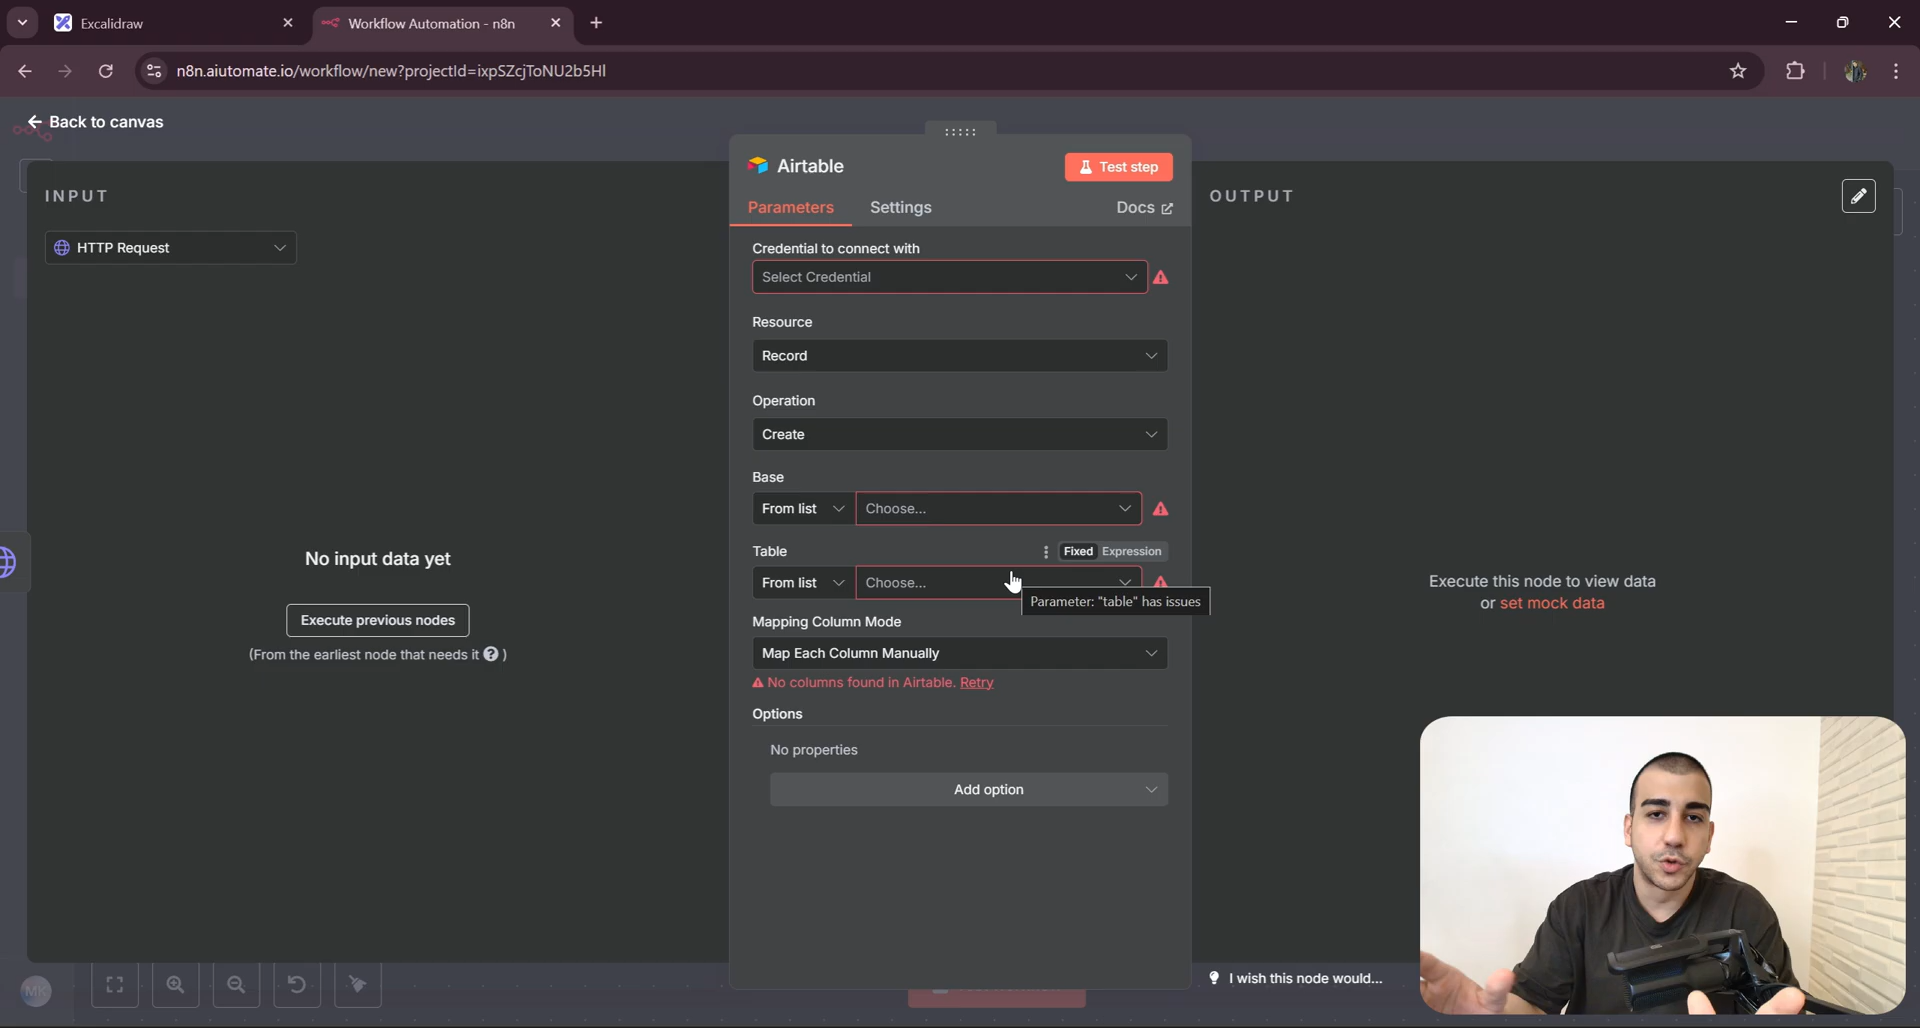 Excalidraw
Workflow Automation - n8n
n8n.aiutomate.io/workflow/new?projectId=ixpSZcjToNU2b5Hl
Back to canvas
Airtable
Test step
INPUT
OUTPUT
Parameters
Settings
Docs
HTTP Request
Credential to connect with
Select Credential
Resource
Record
Operation
Create
Base
From list
Choose...
Table
Fixed
Expression
From list
Choose...
Parameter: "table" has issues
No input data yet
Execute previous nodes
(From the earliest node that needs it ? )
Execute this node to view data
or set mock data
Mapping Column Mode
Map Each Column Manually
No columns found in Airtable. Retry
Options
No properties
Add option
I wish this node would...
MK